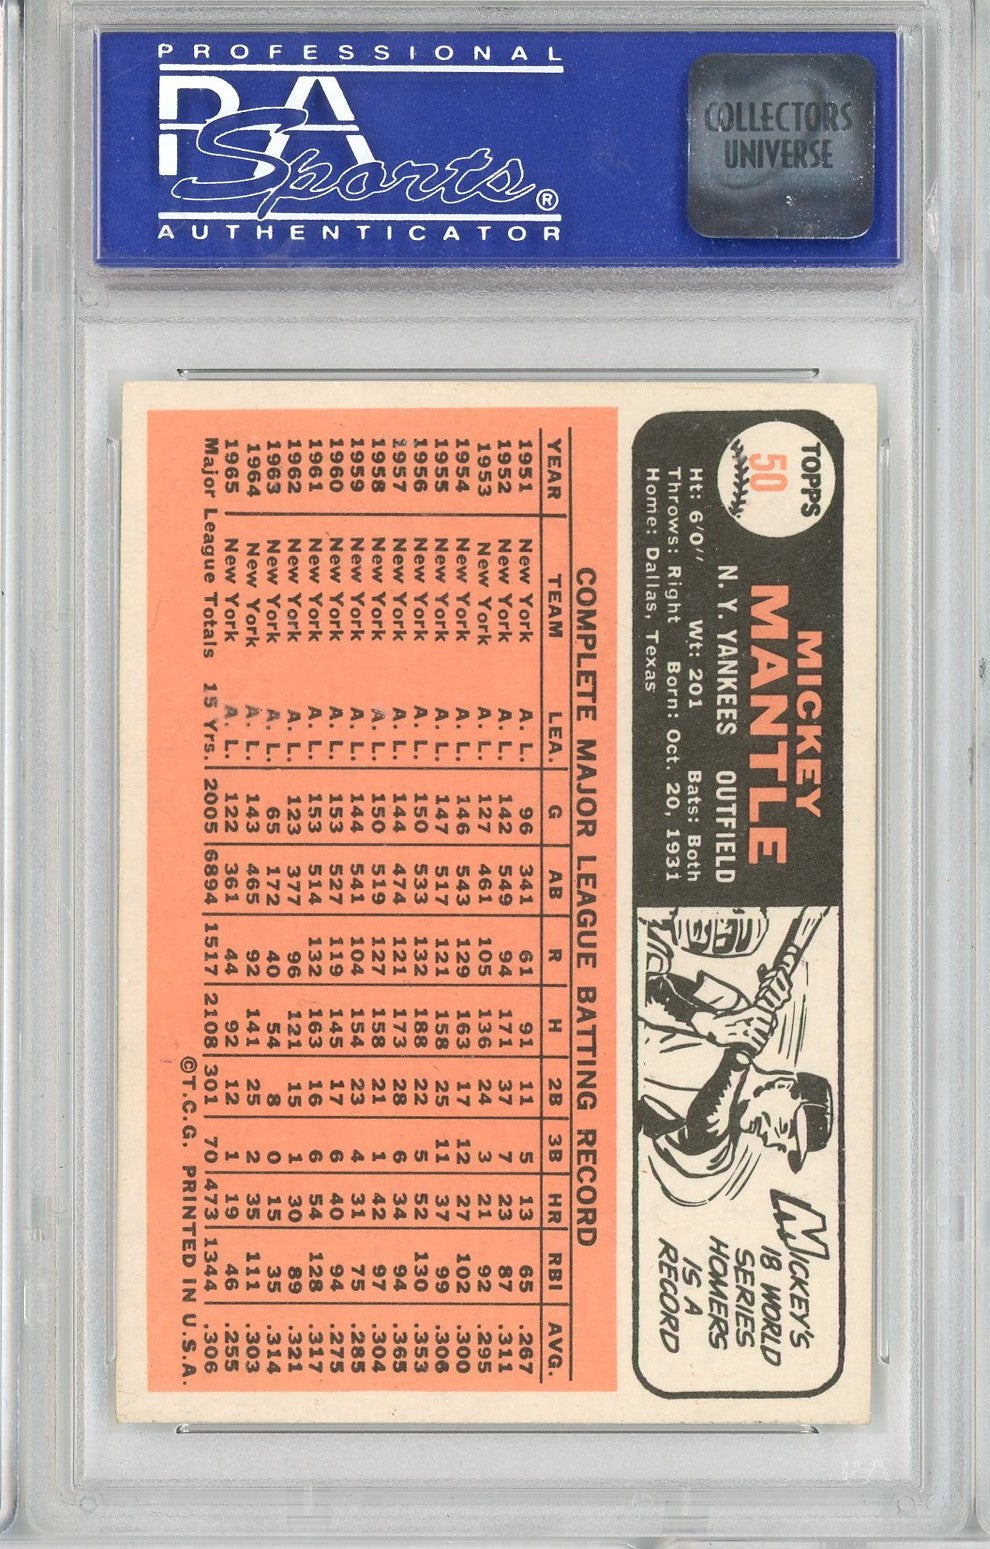 PROFESSIONAL
PSA
Sports®
AUTHENTICATOR
COLLECTORS
UNIVERSE
TOPPS
50
MICKEY
MANTLE
N. Y. YANKEES OUTFIELD
Ht: 6'0" Wt: 201 Bats: Both
Throws: Right Born: Oct. 20, 1931
Home: Dallas, Texas
MICKEY'S
18 WORLD
SERIES
HOMERS
IS A
RECORD
COMPLETE MAJOR LEAGUE BATTING RECORD
YEAR TEAM LEA. G AB R H 2B 3B HR RBI AVG.
1951 New York A. L. 96 341 61 91 11 5 13 65 .267
1952 New York A. L. 142 549 94 171 37 7 23 87 .311
1953 New York A. L. 127 461 105 136 24 3 21 92 .295
1954 New York A. L. 146 543 129 163 17 12 27 102 .300
1955 New York A. L. 147 517 121 158 25 11 37 99 .306
1956 New York A. L. 150 533 132 188 22 5 52 130 .353
1957 New York A. L. 144 474 121 173 28 6 34 94 .365
1958 New York A. L. 150 519 127 158 21 1 42 97 .304
1959 New York A. L. 144 541 104 154 23 4 31 75 .285
1960 New York A. L. 153 527 119 145 17 6 40 94 .275
1961 New York A. L. 153 514 132 163 16 6 54 128 .317
1962 New York A. L. 123 377 96 121 15 1 30 89 .321
1963 New York A. L. 65 172 40 54 8 0 15 35 .314
1964 New York A. L. 143 465 92 141 25 2 35 111 .303
1965 New York A. L. 122 361 44 92 12 1 19 46 .255
Major League Totals 15 Yrs. 2005 6894 1517 2108 301 70 473 1344 .306
©T.C.G. PRINTED IN U.S.A.